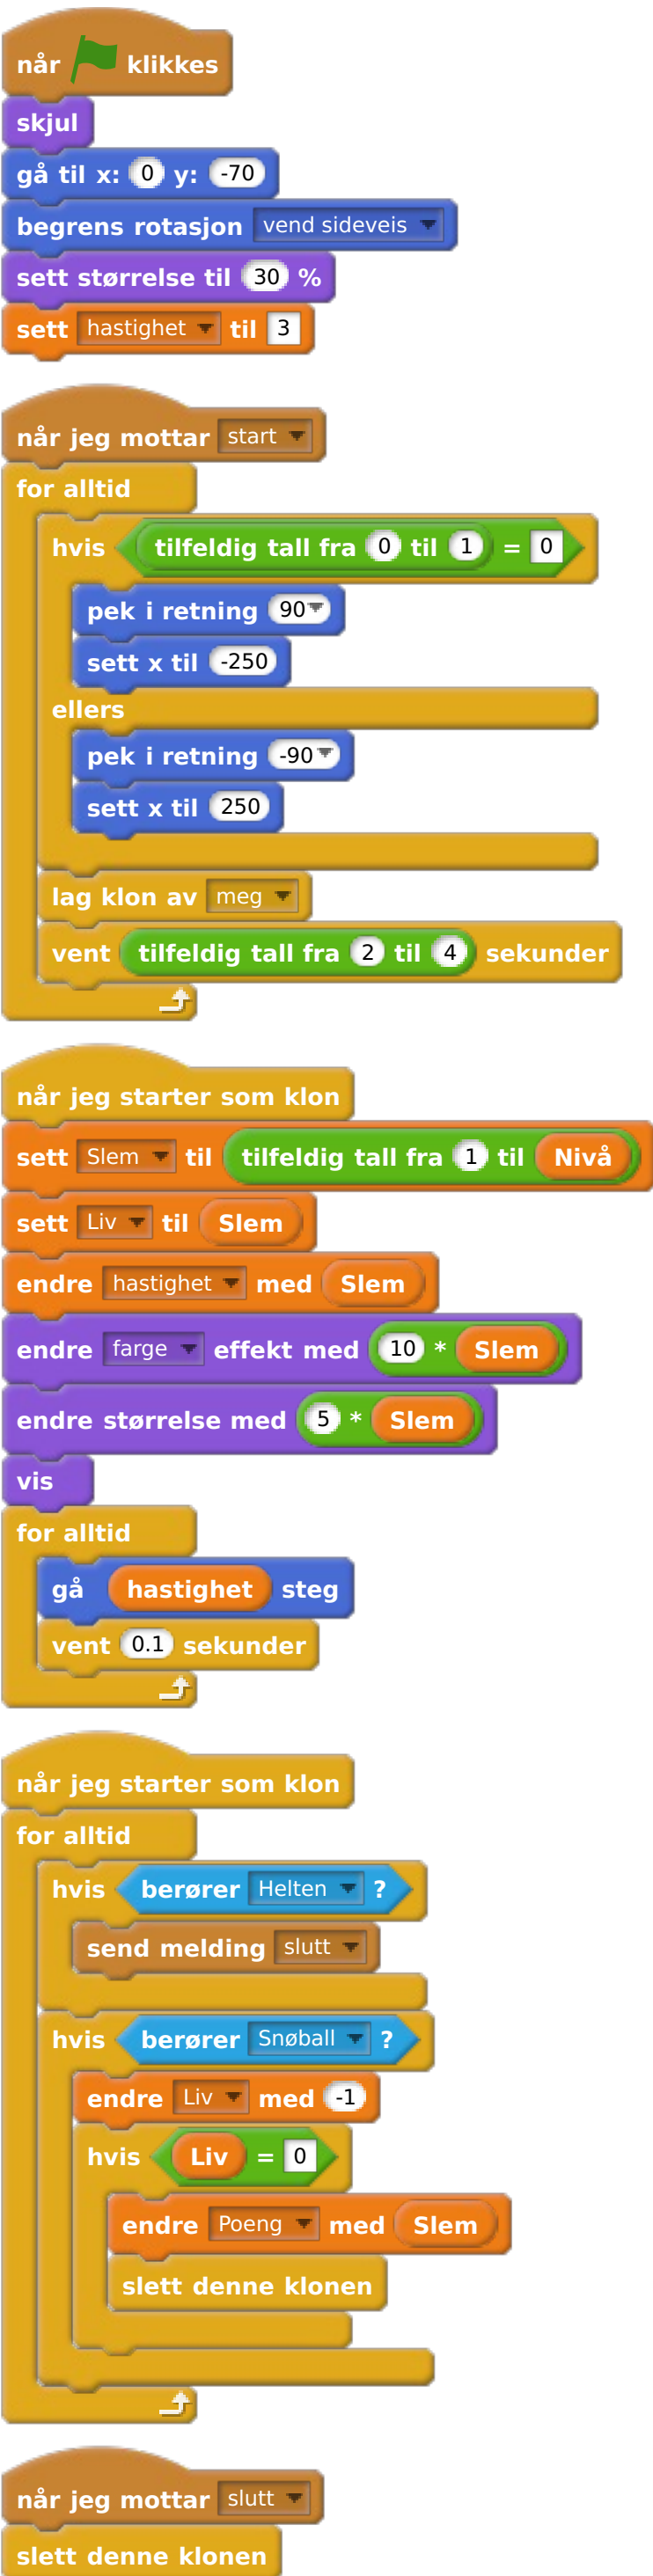 når klikkes
skjul
gå til x: 0 y: -70
begrens rotasjon vend sideveis
sett størrelse til 30 %
sett hastighet til 3
når jeg mottar start
for alltid
hvis tilfeldig tall fra 0 til 1 = 0
pek i retning 90
sett x til -250
ellers
pek i retning -90
sett x til 250
lag klon av meg
vent tilfeldig tall fra 2 til 4 sekunder
når jeg starter som klon
sett Slem til tilfeldig tall fra 1 til Nivå
sett Liv til Slem
endre hastighet med Slem
endre farge effekt med 10 * Slem
endre størrelse med 5 * Slem
vis
for alltid
gå hastighet steg
vent 0.1 sekunder
når jeg starter som klon
for alltid
hvis berører Helten ?
send melding slutt
hvis berører Snøball ?
endre Liv med -1
hvis Liv = 0
endre Poeng med Slem
slett denne klonen
når jeg mottar slutt
slett denne klonen